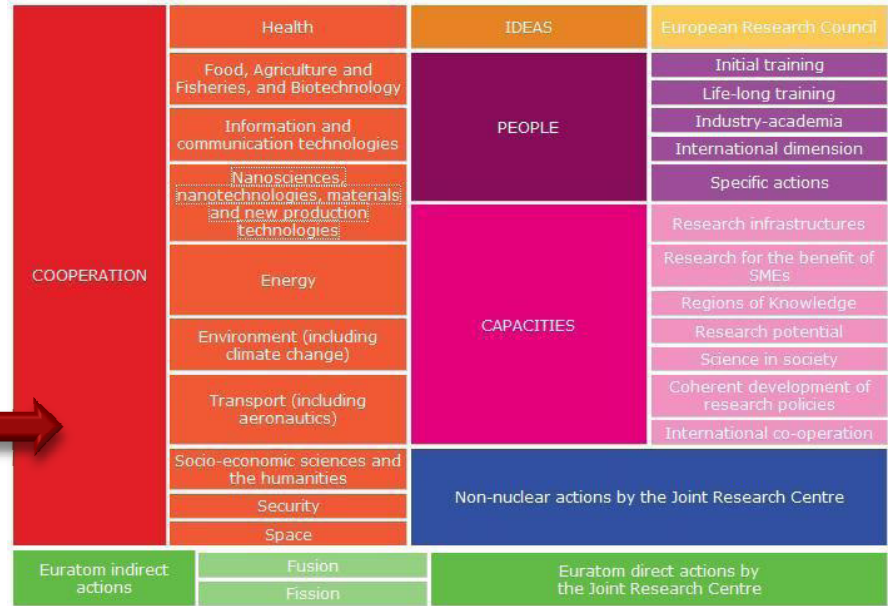 COOPERATION
Health
Food, Agriculture and
Fisheries, and Biotechnology
Information and
communication technologies
Nanosciences,
nanotechnologies, materials
and new production
technologies
Energy
Environment (including
climate change)
Transport (including
aeronautics)
Socio-economic sciences and
the humanities
Security
Space
IDEAS
European Research Council
PEOPLE
Initial training
Life-long training
Industry-academia
International dimension
Specific actions
CAPACITIES
Research infrastructures
Research for the benefit of
SMEs
Regions of Knowledge
Research potential
Science in society
Coherent development of
research policies
International co-operation
Non-nuclear actions by the Joint Research Centre
Euratom indirect
actions
Fusion
Fission
Euratom direct actions by
the Joint Research Centre